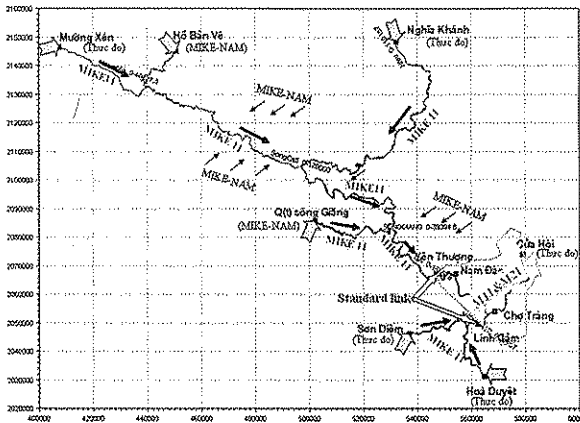 Mường Xén
(Thực đo)
Hồ Bản Vẽ
(MIKE-NAM)
Nghĩa Khánh
(Thực đo)
MIKE11
MIKE-NAM
MIKE 11
MIKE 11
MIKE-NAM
MIKE11
MIKE-NAM
Q(t) sông Giăng
(MIKE-NAM)
MIKE 11
MIKE 11
Cửa Hội
(Thực đo)
Yên Thượng
Nam Đàn
M11&M21
Standard link
Chợ Tràng
Linh Cảm
Sơn Diệm
(Thực đo)
MIKE 11
Hoà Duyệt
(Thực đo)
2100000
2150000
2140000
2130000
2120000
2110000
2100000
2090000
2080000
2070000
2060000
2050000
2040000
2030000
2020000
420000
440000
460000
480000
500000
520000
540000
560000
580000